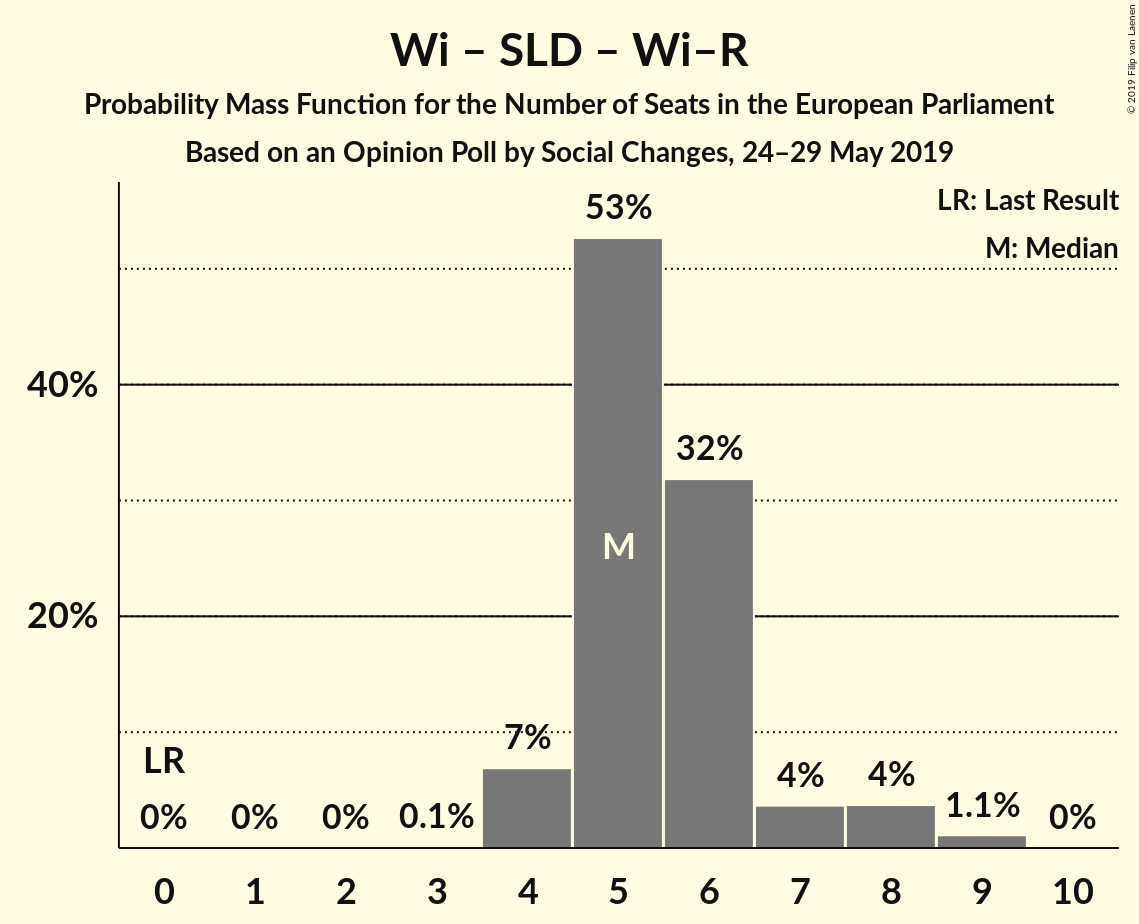 Wi – SLD – Wi–R
Probability Mass Function for the Number of Seats in the European Parliament
Based on an Opinion Poll by Social Changes, 24–29 May 2019
© 2019 Filip van Laenen
LR: Last Result
M: Median
53%
40%
32%
M
20%
7%
LR
4%
4%
0%
0%
0%
0.1%
1.1%
0%
0 1 2 3 4 5 6 7 8 9 10